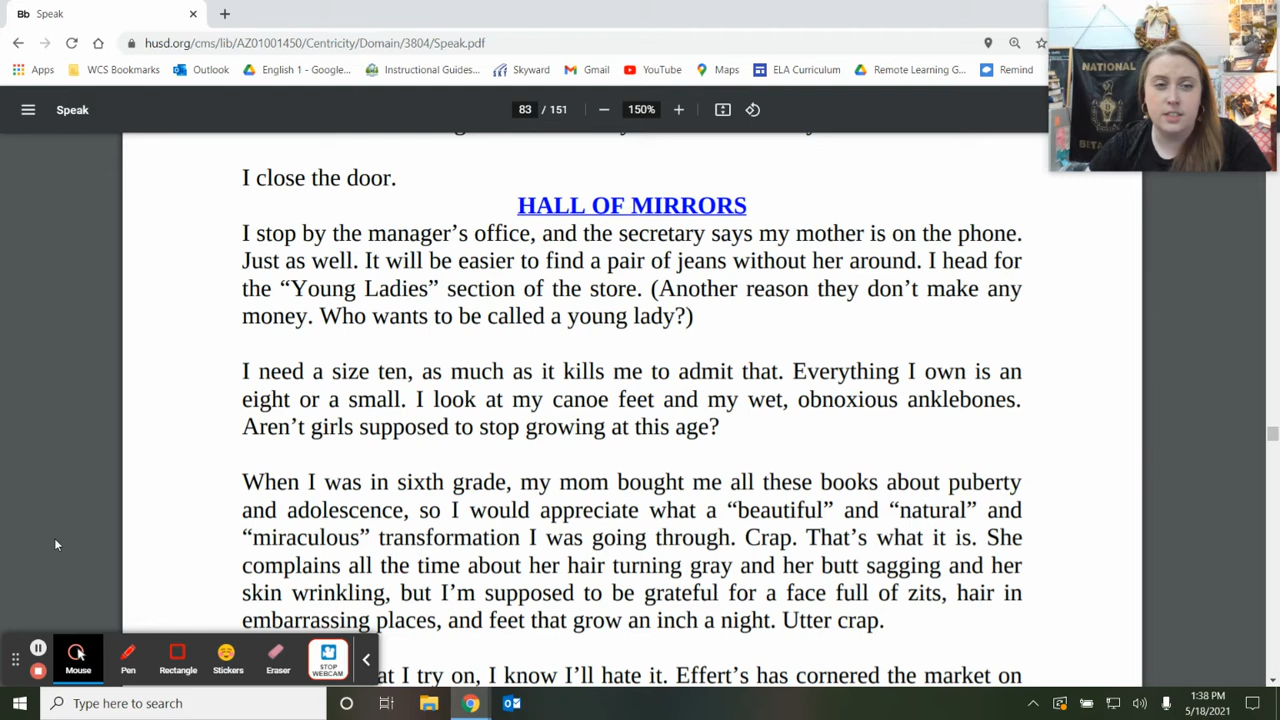 Bb Speak
husd.org/cms/lib/AZ01001450/Centricity/Domain/3804/Speak.pdf
Apps WCS Bookmarks Outlook English 1 - Google... Instructional Guides... Skyward Gmail YouTube Maps ELA Curriculum Remote Learning G... Remind
Speak 83 / 151 150%
NATIONAL
BETA
I close the door.
HALL OF MIRRORS
I stop by the manager’s office, and the secretary says my mother is on the phone.
Just as well. It will be easier to find a pair of jeans without her around. I head for
the “Young Ladies” section of the store. (Another reason they don’t make any
money. Who wants to be called a young lady?)
I need a size ten, as much as it kills me to admit that. Everything I own is an
eight or a small. I look at my canoe feet and my wet, obnoxious anklebones.
Aren’t girls supposed to stop growing at this age?
When I was in sixth grade, my mom bought me all these books about puberty
and adolescence, so I would appreciate what a “beautiful” and “natural” and
“miraculous” transformation I was going through. Crap. That’s what it is. She
complains all the time about her hair turning gray and her butt sagging and her
skin wrinkling, but I’m supposed to be grateful for a face full of zits, hair in
embarrassing places, and feet that grow an inch a night. Utter crap.
at I try on, I know I’ll hate it. Effert’s has cornered the market on
Mouse Pen Rectangle Stickers Eraser STOP WEBCAM
Type here to search
1:38 PM
5/18/2021